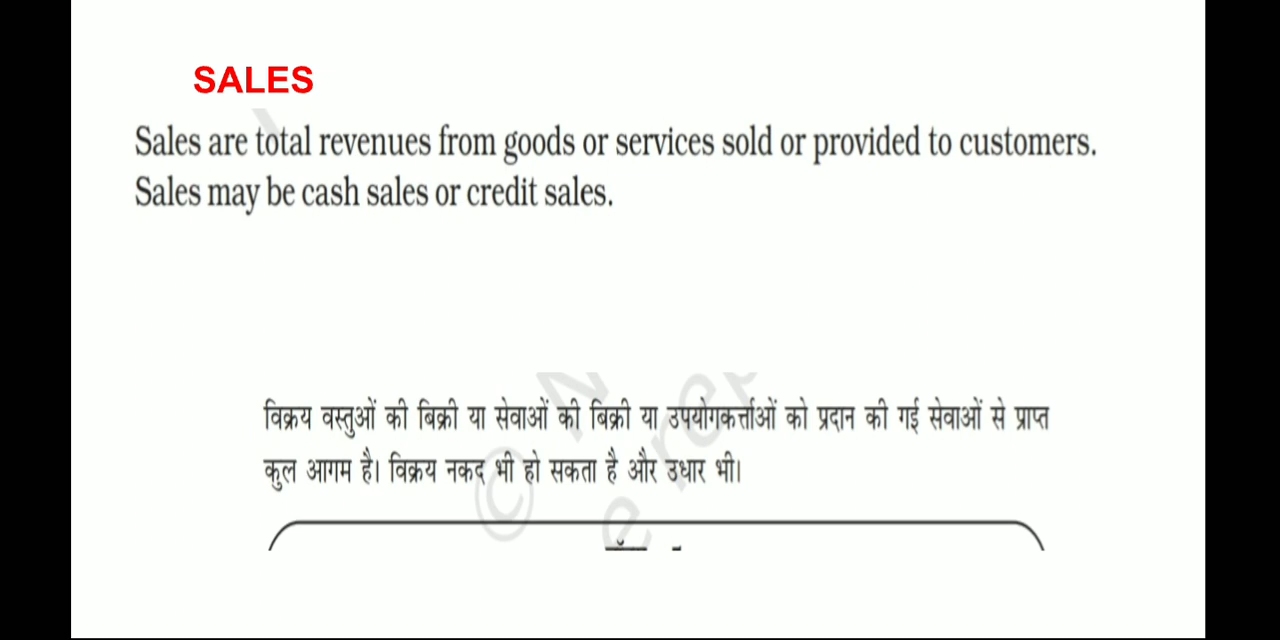 SALES
Sales are total revenues from goods or services sold or provided to customers.
Sales may be cash sales or credit sales.
विक्रय वस्तुओं की बिक्री या सेवाओं की बिक्री या उपयोगकर्त्ताओं को प्रदान की गई सेवाओं से प्राप्त
कुल आगम है। विक्रय नकद भी हो सकता है और उधार भी।